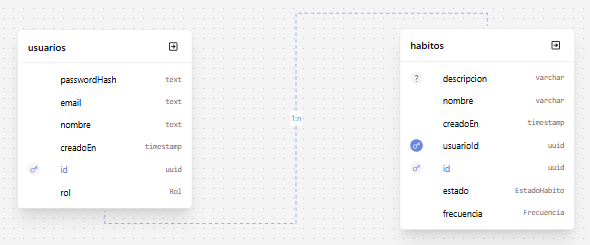 usuarios
passwordHash text
email text
nombre text
creadoEn timestamp
id uuid
rol Rol
1:n
habitos
? descripcion varchar
nombre varchar
creadoEn timestamp
usuarioId uuid
id uuid
estado EstadoHabito
frecuencia Frecuencia